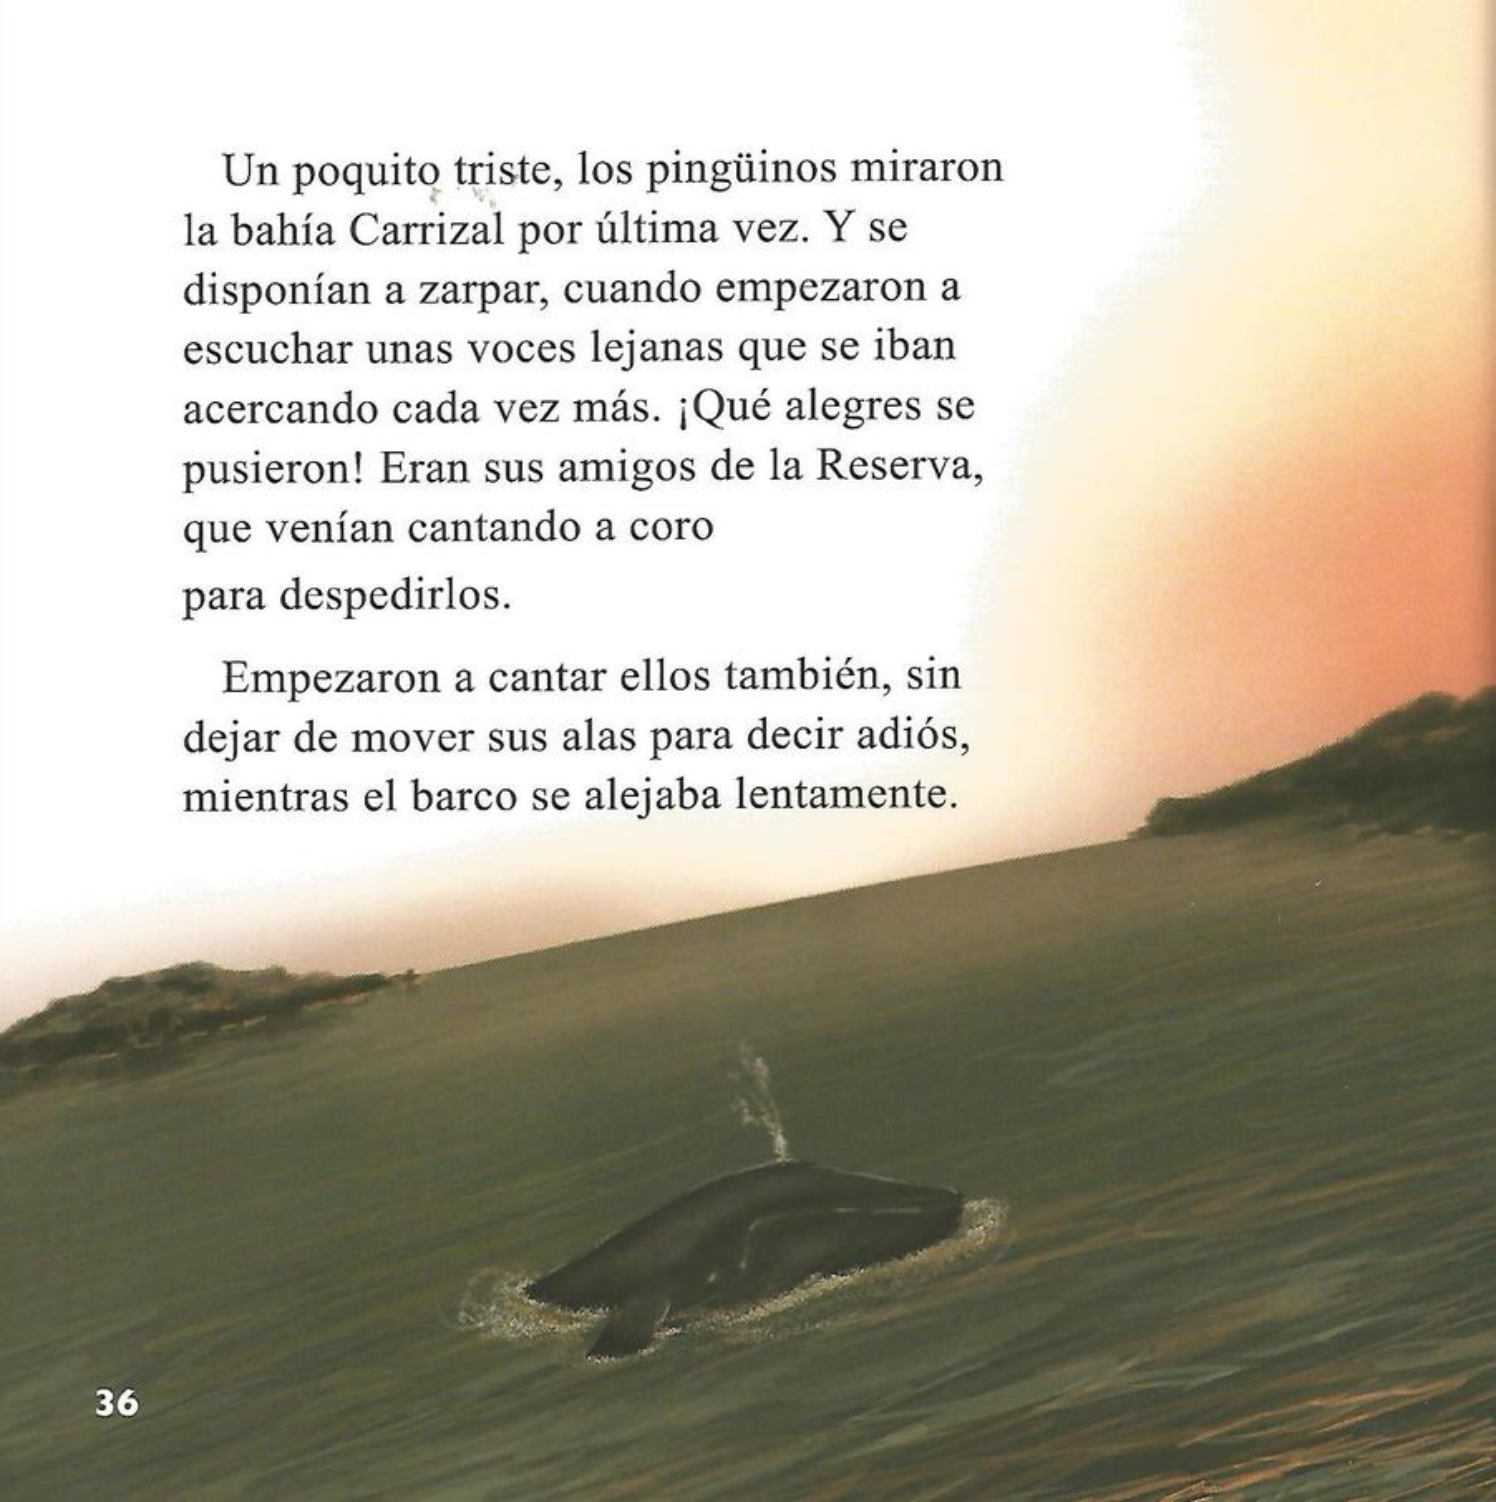 Un poquito triste, los pingüinos miraron
la bahía Carrizal por última vez. Y se
disponían a zarpar, cuando empezaron a
escuchar unas voces lejanas que se iban
acercando cada vez más. ¡Qué alegres se
pusieron! Eran sus amigos de la Reserva,
que venían cantando a coro
para despedirlos.
Empezaron a cantar ellos también, sin
dejar de mover sus alas para decir adiós,
mientras el barco se alejaba lentamente.
36